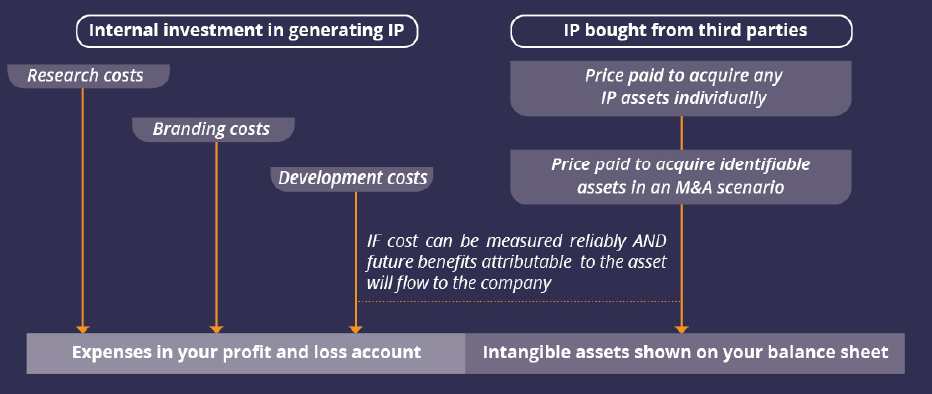 Internal investment in generating IP
IP bought from third parties
Research costs
Branding costs
Development costs
Price paid to acquire any
IP assets individually
Price paid to acquire identifiable
assets in an M&A scenario
IF cost can be measured reliably AND
future benefits attributable to the asset
will flow to the company
Expenses in your profit and loss account
Intangible assets shown on your balance sheet